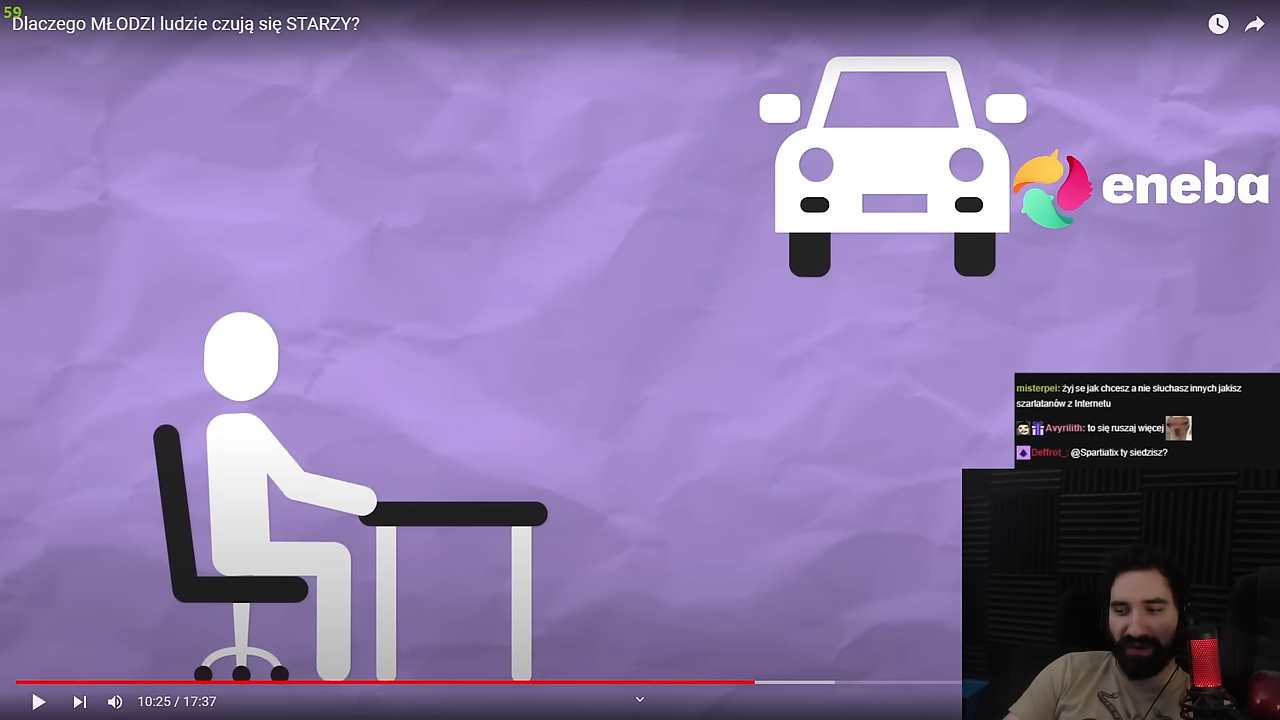 59
Dlaczego MŁODZI ludzie czują się STARZY?
eneba
misterpei: żyj se jak chcesz a nie słuchasz innych jakisz
szarlatanów z Internetu
Avyrilith: to się ruszaj więcej
Deffrot_: @Spartiatix ty siedzisz?
10:25 / 17:37